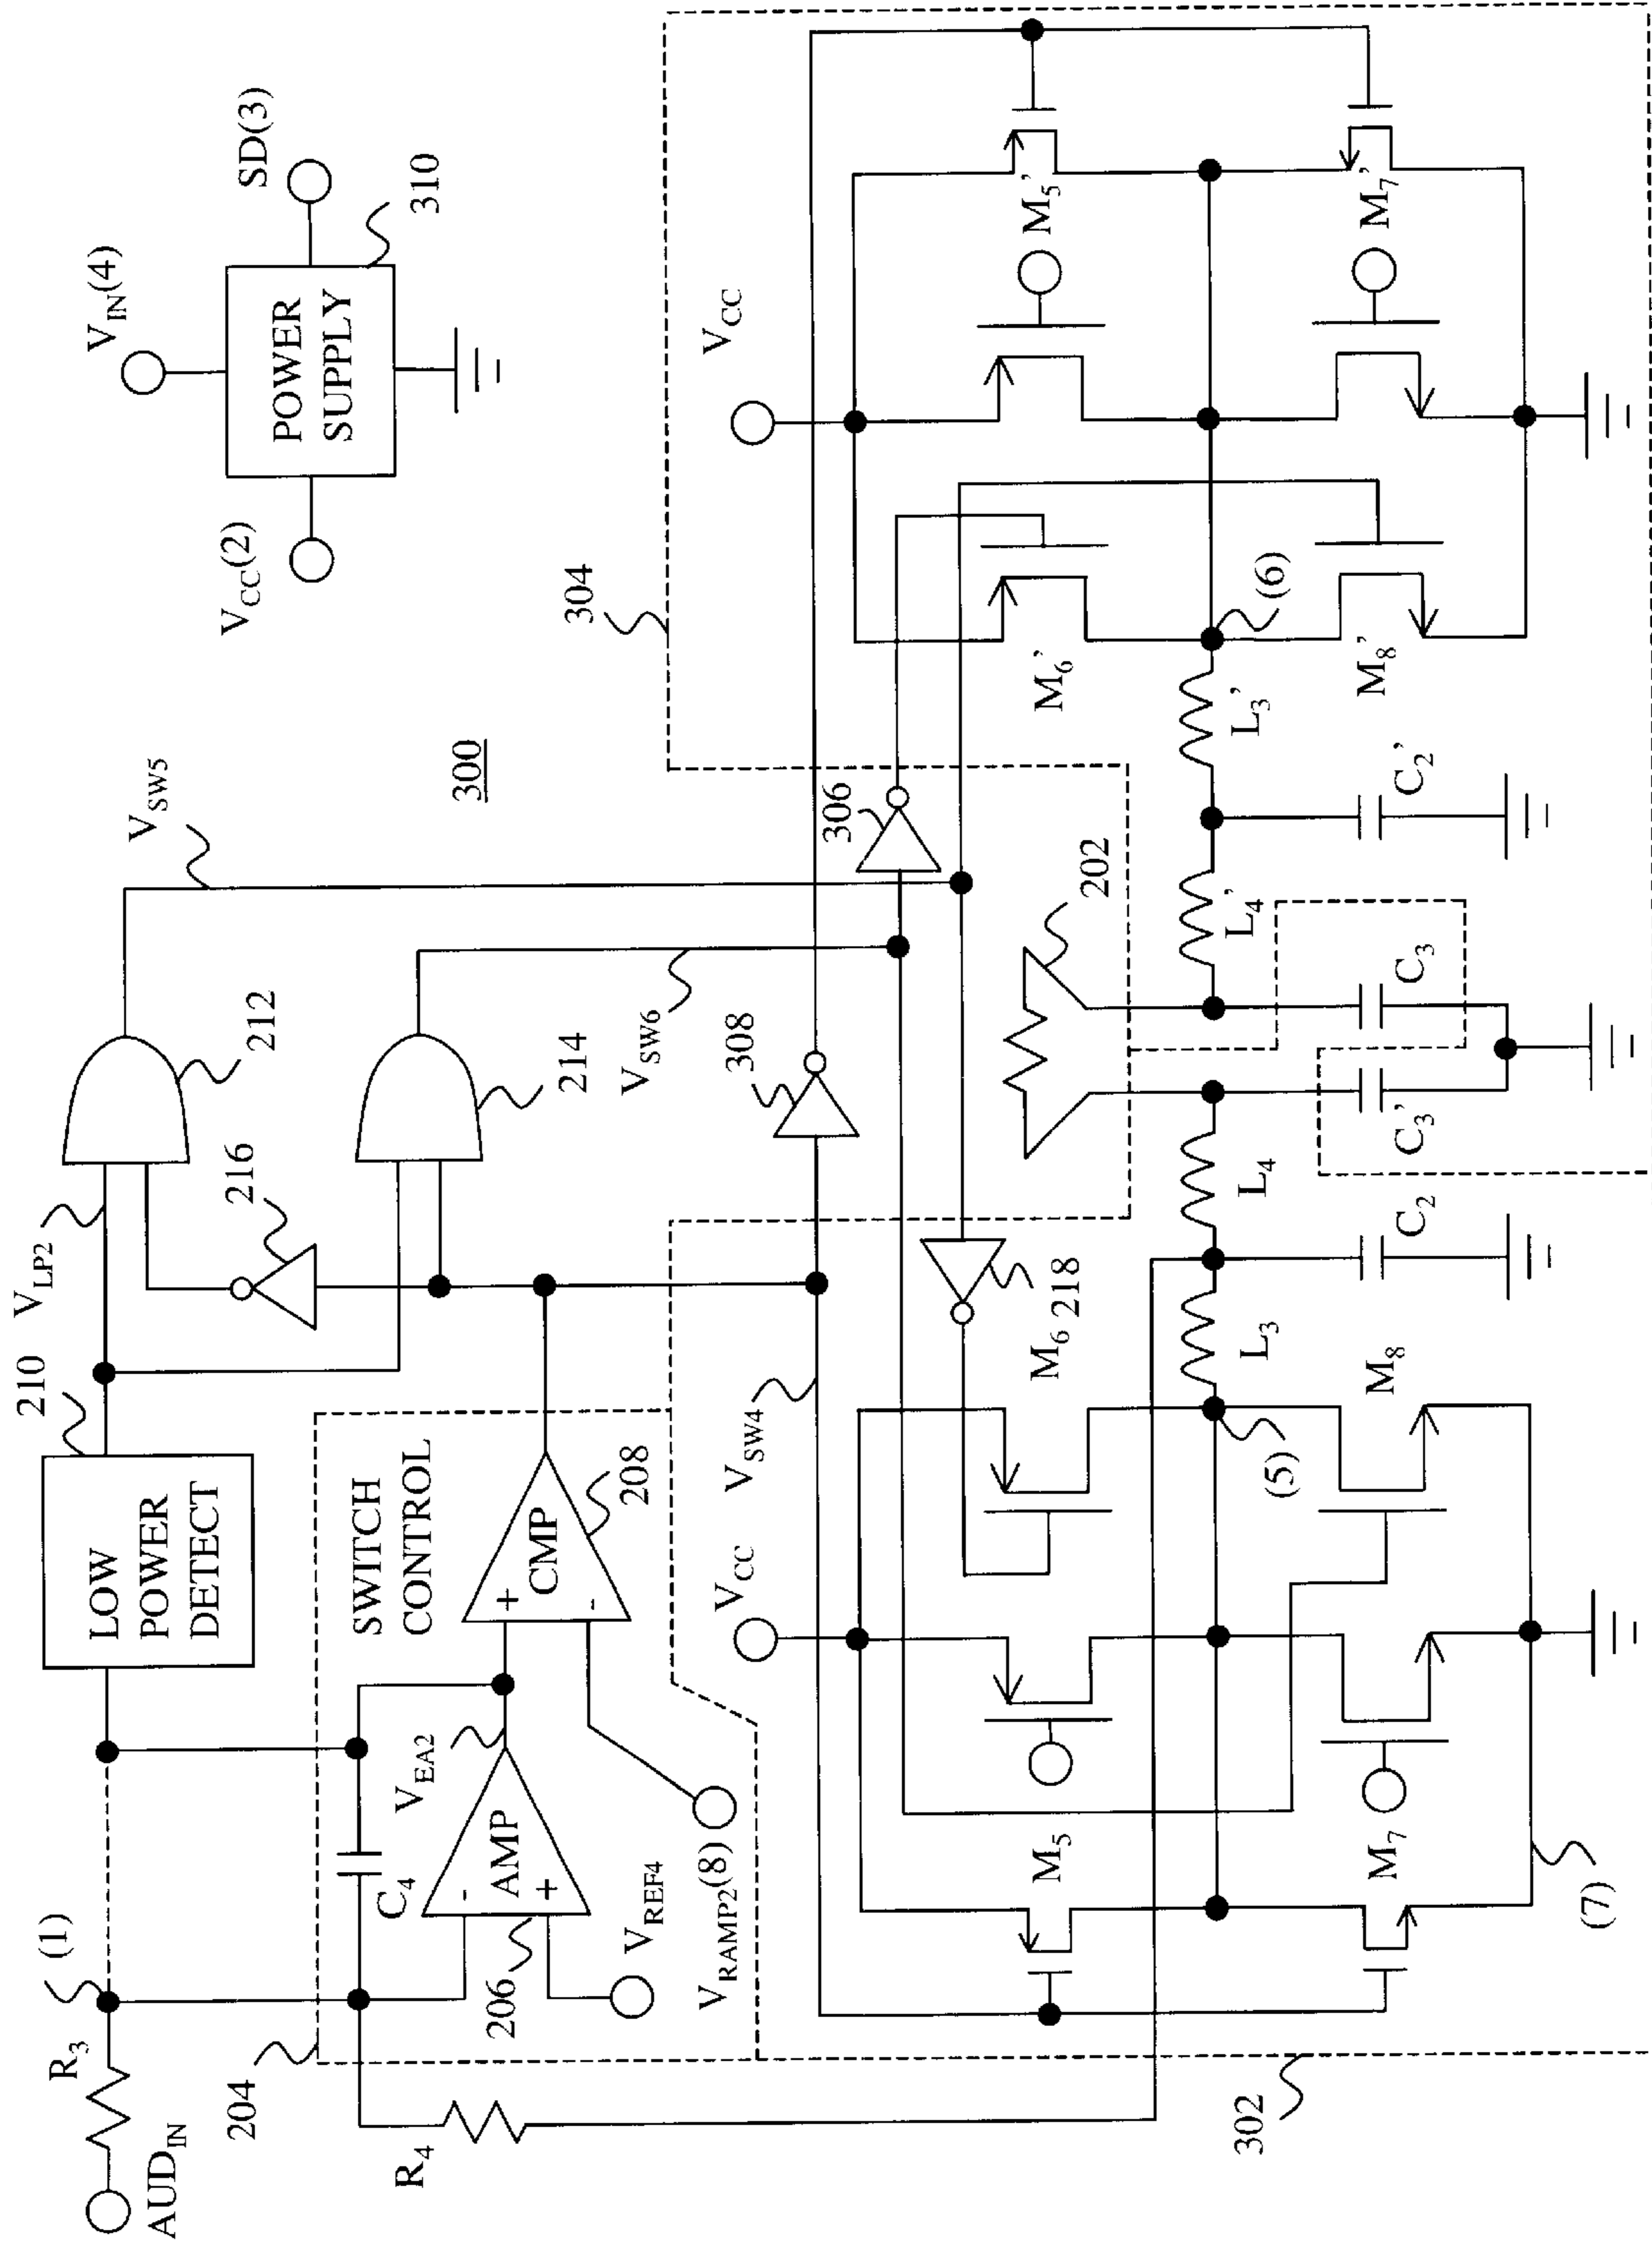 AUD_IN
R_3
(1)
LOW
POWER
DETECT
210
V_LP2
212
V_SW5
216
214
V_SW6
300
204
R_4
C_4
V_EA2
SWITCH
CONTROL
-
AMP
+
206
V_REF4
V_RAMP2(8)
+
CMP
-
208
V_SW4
308
306
V_IN(4)
V_CC(2)
POWER
SUPPLY
SD(3)
310
304
302
V_CC
M_5
M_6
218
M_7
M_8
(7)
(5)
L_3
C_2
L_4
202
C_3'
C_3
L_4'
C_2'
L_3'
(6)
V_CC
M_6'
M_8'
M_5'
M_7'